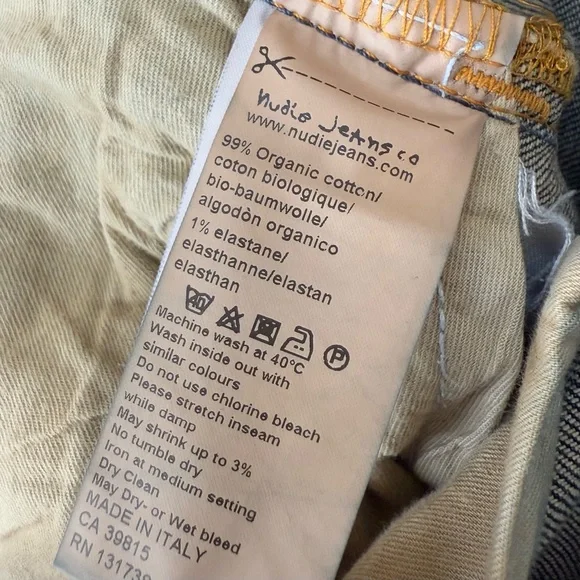 nudie jeans co
www.nudiejeans.com
99% Organic cotton/
coton biologique/
bio-baumwolle/
algodòn organico
1% elastane/
elasthanne/elastan
elasthan
40 P
Machine wash at 40°C
Wash inside out with
similar colours
Do not use chlorine bleach
Please stretch inseam
while damp
May shrink up to 3%
No tumble dry
Iron at medium setting
Dry Clean
May Dry- or Wet bleed
MADE IN ITALY
CA 39815
RN 131739